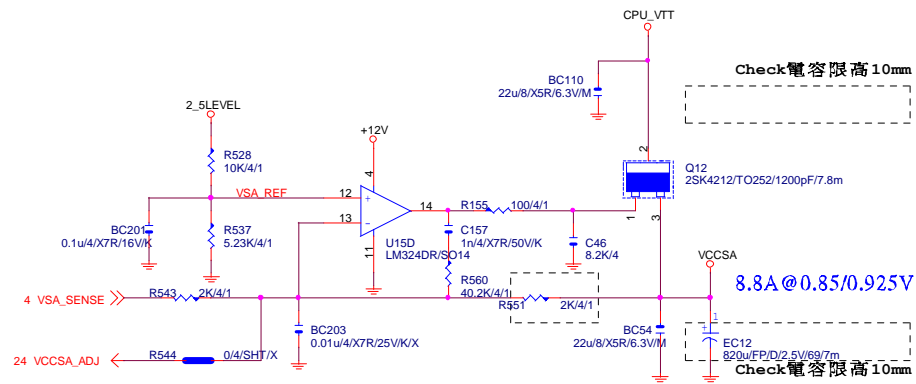 CPU_VTT
Check電容限高10mm
BC110
22u/8/X5R/6.3V/M
2_5LEVEL
+12V
R528
10K/4/1
2
Q12
2SK4212/TO252/1200pF/7.8m
4
VSA_REF
12
13
14
+
−
R155
100/4/1
1
3
BC201
0.1u/4/X7R/16V/K
R537
5.23K/4/1
11
U15D
LM324DR/SO14
C157
1n/4/X7R/50V/K
C46
8.2K/4
VCCSA
8.8A@0.85/0.925V
R560
40.2K/4/1
4 VSA_SENSE
R543
2K/4/1
R551
2K/4/1
BC203
0.01u/4/X7R/25V/K/X
BC54
22u/8/X5R/6.3V/M
1
+
EC12
820u/FP/D/2.5V/69/7m
24 VCCSA_ADJ
R544
0/4/SHT/X
Check電容限高10mm